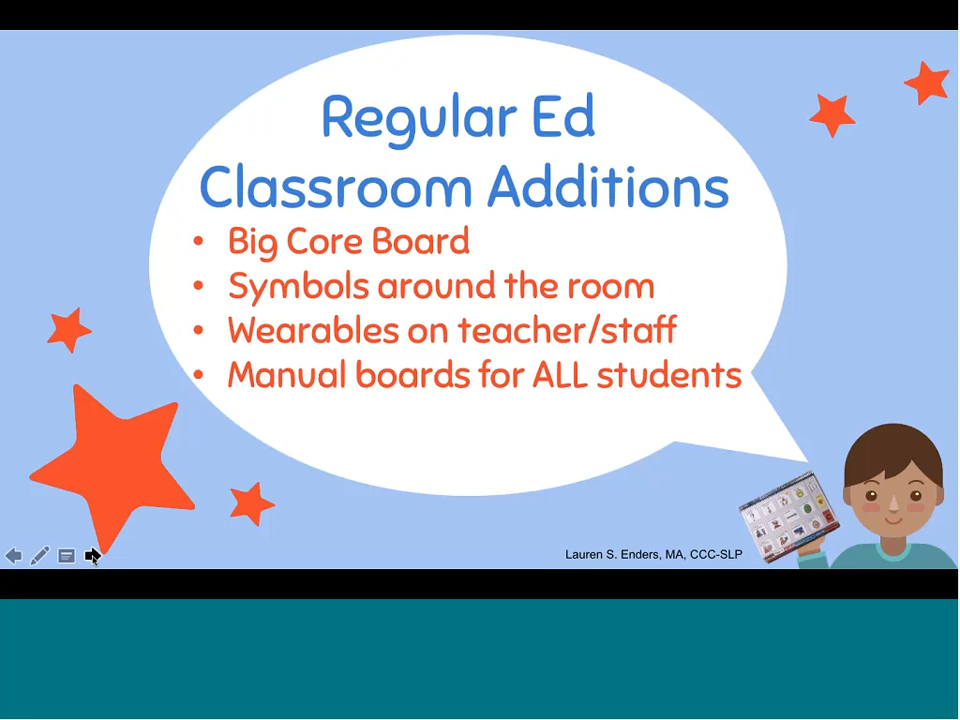 Regular Ed
Classroom Additions
• Big Core Board
• Symbols around the room
• Wearables on teacher/staff
• Manual boards for ALL students
Lauren S. Enders, MA, CCC-SLP